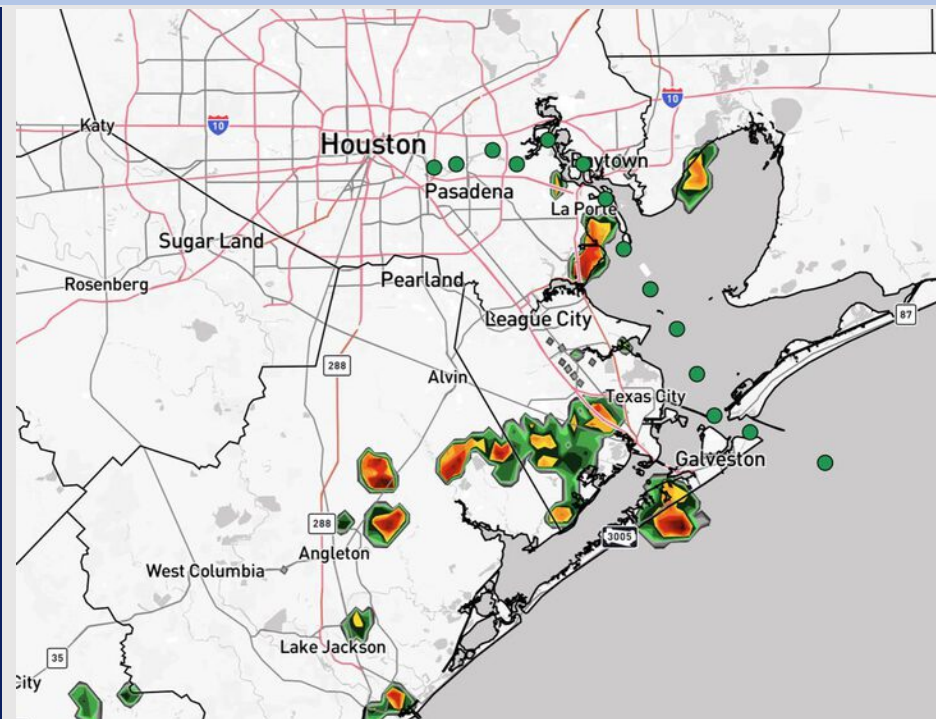 10
Katy
10
Houston
Baytown
Pasadena
La Porte
Sugar Land
Pearland
Rosenberg
87
League City
288
Alvin
Texas City
Galveston
288
3005
Angleton
West Columbia
Lake Jackson
35
City